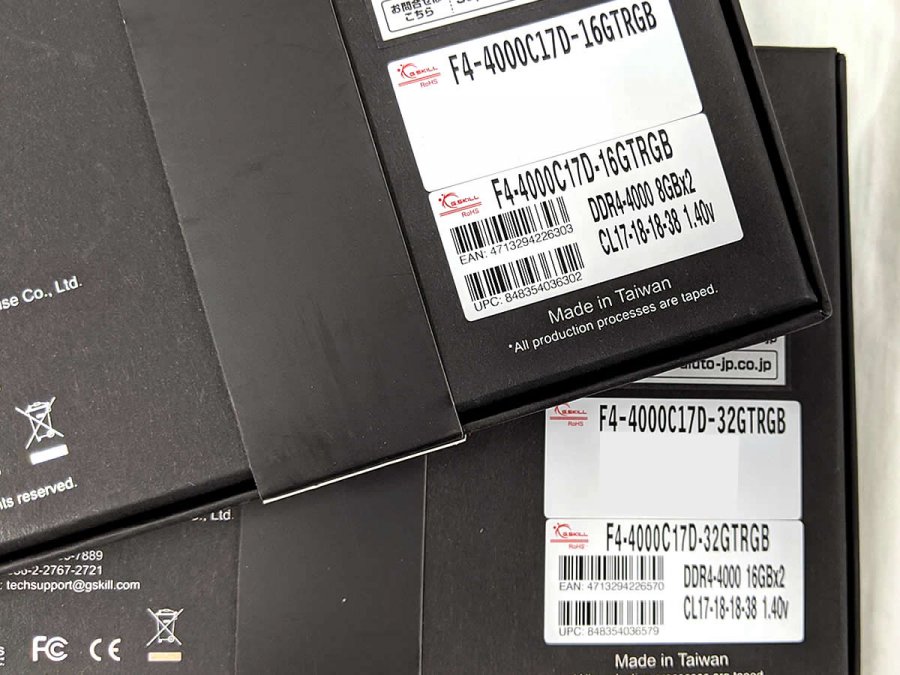 お問合せは
こちら
G.SKILL
RoHS
F4-4000C17D-16GTRGB
G.SKILL
RoHS
F4-4000C17D-16GTRGB
DDR4-4000 8GBx2
CL17-18-18-38 1.40v
EAN: 4713294226303
UPC: 848354036302
Made in Taiwan
*All production processes are taped.
se Co., Ltd.
ts reserved.
-jp.co.jp
G.SKILL
RoHS
F4-4000C17D-32GTRGB
G.SKILL
RoHS
F4-4000C17D-32GTRGB
EAN: 4713294226570
DDR4-4000 16GBx2
CL17-18-18-38 1.40v
UPC: 848354036579
Made in Taiwan
Ltd.
-7889
-2-2767-2721
: techsupport@gskill.com
FC CE